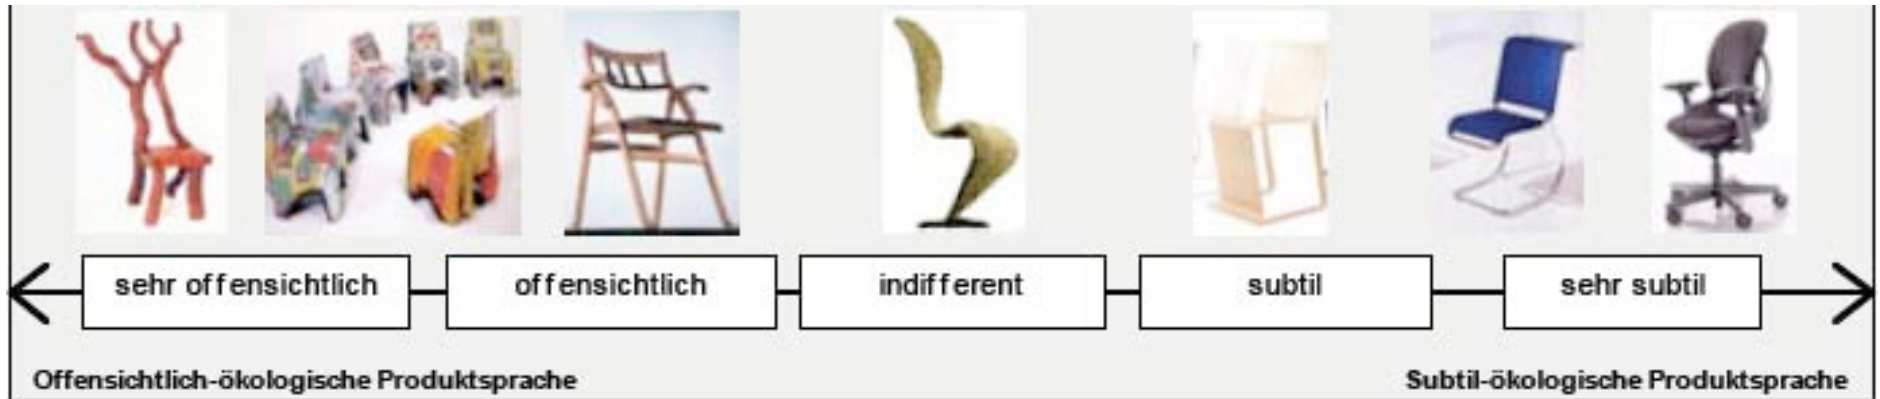 sehr offensichtlich
offensichtlich
indifferent
subtil
sehr subtil
Offensichtlich-ökologische Produktsprache
Subtil-ökologische Produktsprache